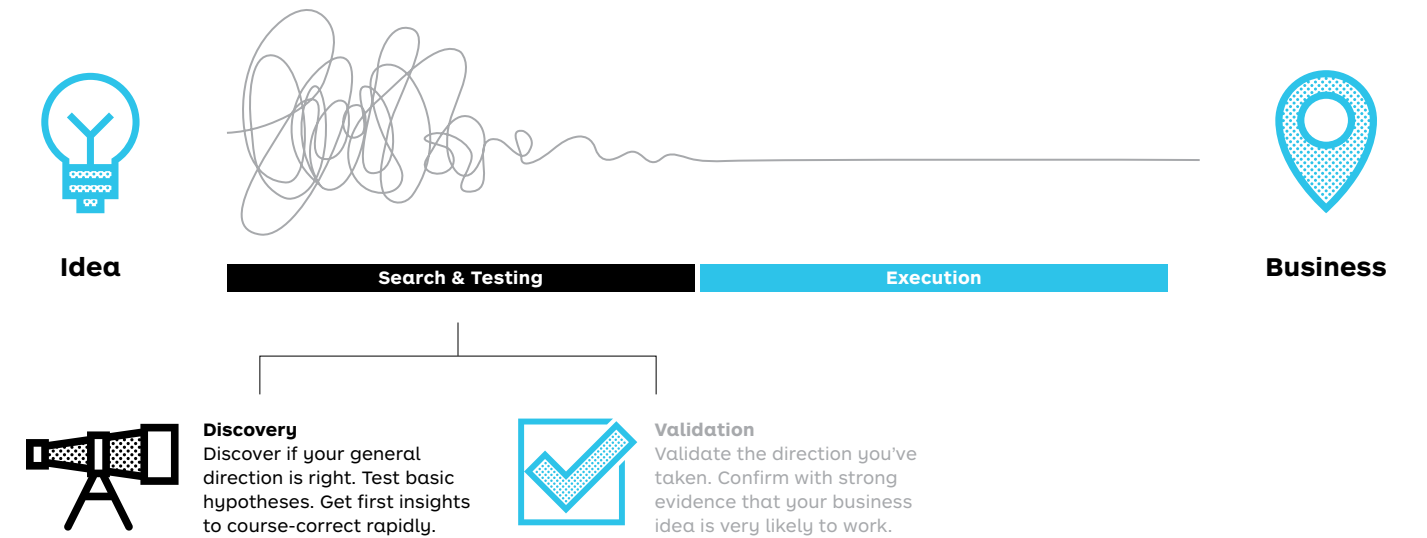 Idea
Search & Testing
Execution
Business
Discovery
Discover if your general
direction is right. Test basic
hypotheses. Get first insights
to course-correct rapidly.
Validation
Validate the direction you've
taken. Confirm with strong
evidence that your business
idea is very likely to work.